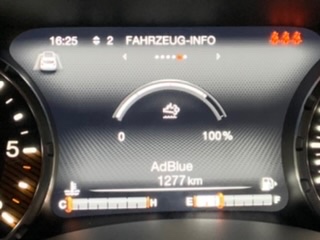 16:25 2 FAHRZEUG-INFO
0 100%
5
AdBlue
1277 km
C H E F